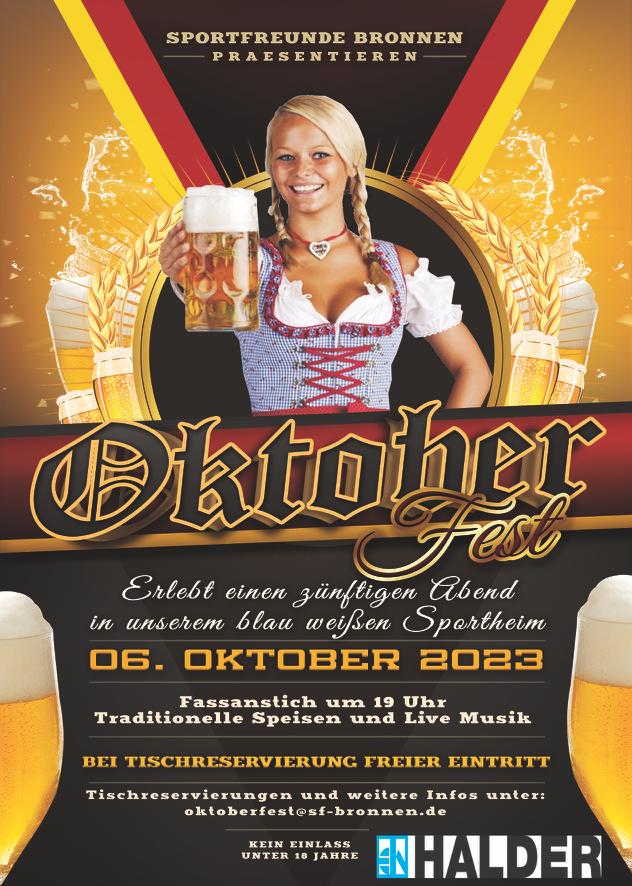 SPORTFREUNDE BRONNEN
PRAESENTIEREN
Oktober
Fest
Erlebt einen zünftigen Abend
in unserem blau weißen Sportheim
06. OKTOBER 2023
Fassanstich um 19 Uhr
Traditionelle Speisen und Live Musik
BEI TISCHRESERVIERUNG FREIER EINTRITT
Tischreservierungen und weitere Infos unter:
oktoberfest@sf-bronnen.de
KEIN EINLASS
UNTER 18 JAHRE
HALDER